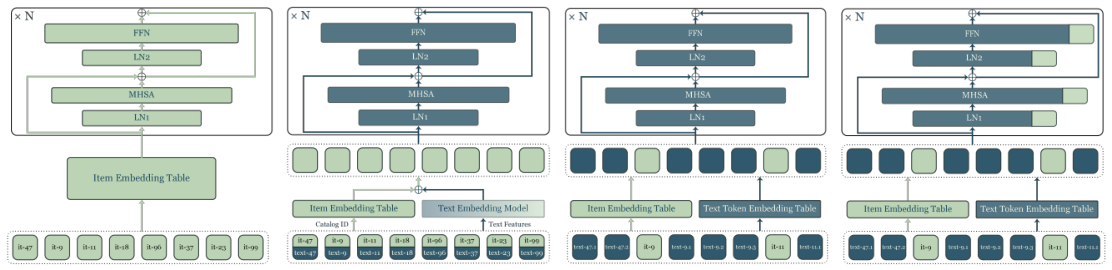 × N
FFN
LN2
MHSA
LN1
Item Embedding Table
it-47 it-9 it-11 it-18 it-96 it-37 it-23 it-99
× N
FFN
LN2
MHSA
LN1
Item Embedding Table Text Embedding Model
Catalog ID Text Features
it-47 it-9 it-11 it-18 it-96 it-37 it-23 it-99
text-47 text-9 text-11 text-18 text-96 text-37 text-23 text-99
× N
FFN
LN2
MHSA
LN1
Item Embedding Table Text Token Embedding Table
text-47.1 text-47.2 it-9 text-9.1 text-9.2 text-9.3 it-11 text-11.1
× N
FFN
LN2
MHSA
LN1
Item Embedding Table Text Token Embedding Table
text-47.1 text-47.2 it-9 text-9.1 text-9.2 text-9.3 it-11 text-11.1